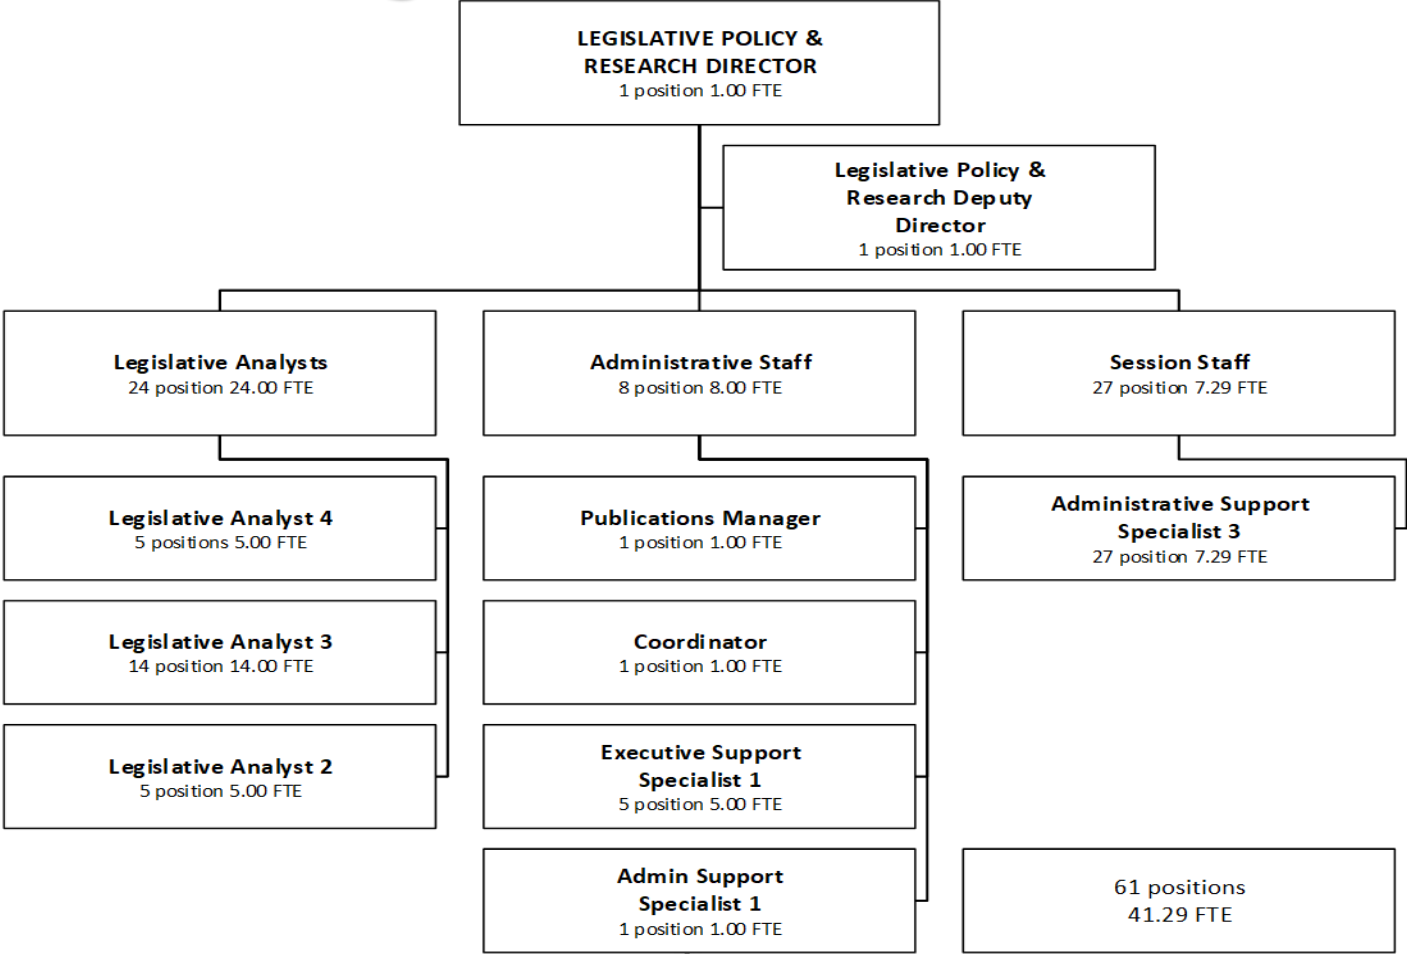 LEGISLATIVE POLICY &
RESEARCH DIRECTOR
1 position 1.00 FTE
Legislative Policy &
Research Deputy
Director
1 position 1.00 FTE
Legislative Analysts
24 position 24.00 FTE
Administrative Staff
8 position 8.00 FTE
Session Staff
27 position 7.29 FTE
Legislative Analyst 4
5 positions 5.00 FTE
Publications Manager
1 position 1.00 FTE
Administrative Support
Specialist 3
27 position 7.29 FTE
Legislative Analyst 3
14 position 14.00 FTE
Coordinator
1 position 1.00 FTE
Legislative Analyst 2
5 position 5.00 FTE
Executive Support
Specialist 1
5 position 5.00 FTE
Admin Support
Specialist 1
1 position 1.00 FTE
61 positions
41.29 FTE